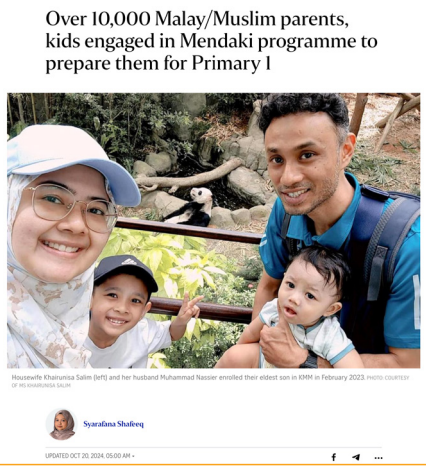 Over 10,000 Malay/Muslim parents,
kids engaged in Mendaki programme to
prepare them for Primary 1
Housewife Khairunisa Salim (left) and her husband Muhammad Nassier enrolled their eldest son in KMM in February 2023. PHOTO: COURTESY
OF MS KHAIRUNISA SALIM
Syarafana Shafeeq
UPDATED OCT 20, 2024, 05:00 AM